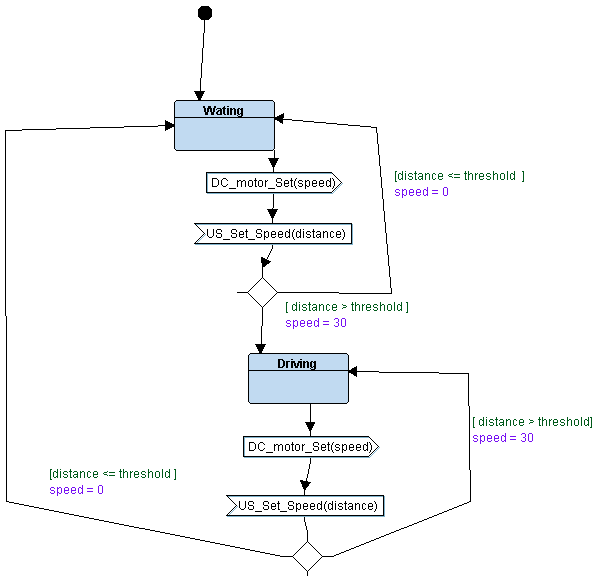 Wating
DC_motor_Set(speed)
[distance <= threshold ]
speed = 0
US_Set_Speed(distance)
[ distance > threshold ]
speed = 30
Driving
[ distance > threshold]
speed = 30
DC_motor_Set(speed)
[distance <= threshold ]
speed = 0
US_Set_Speed(distance)